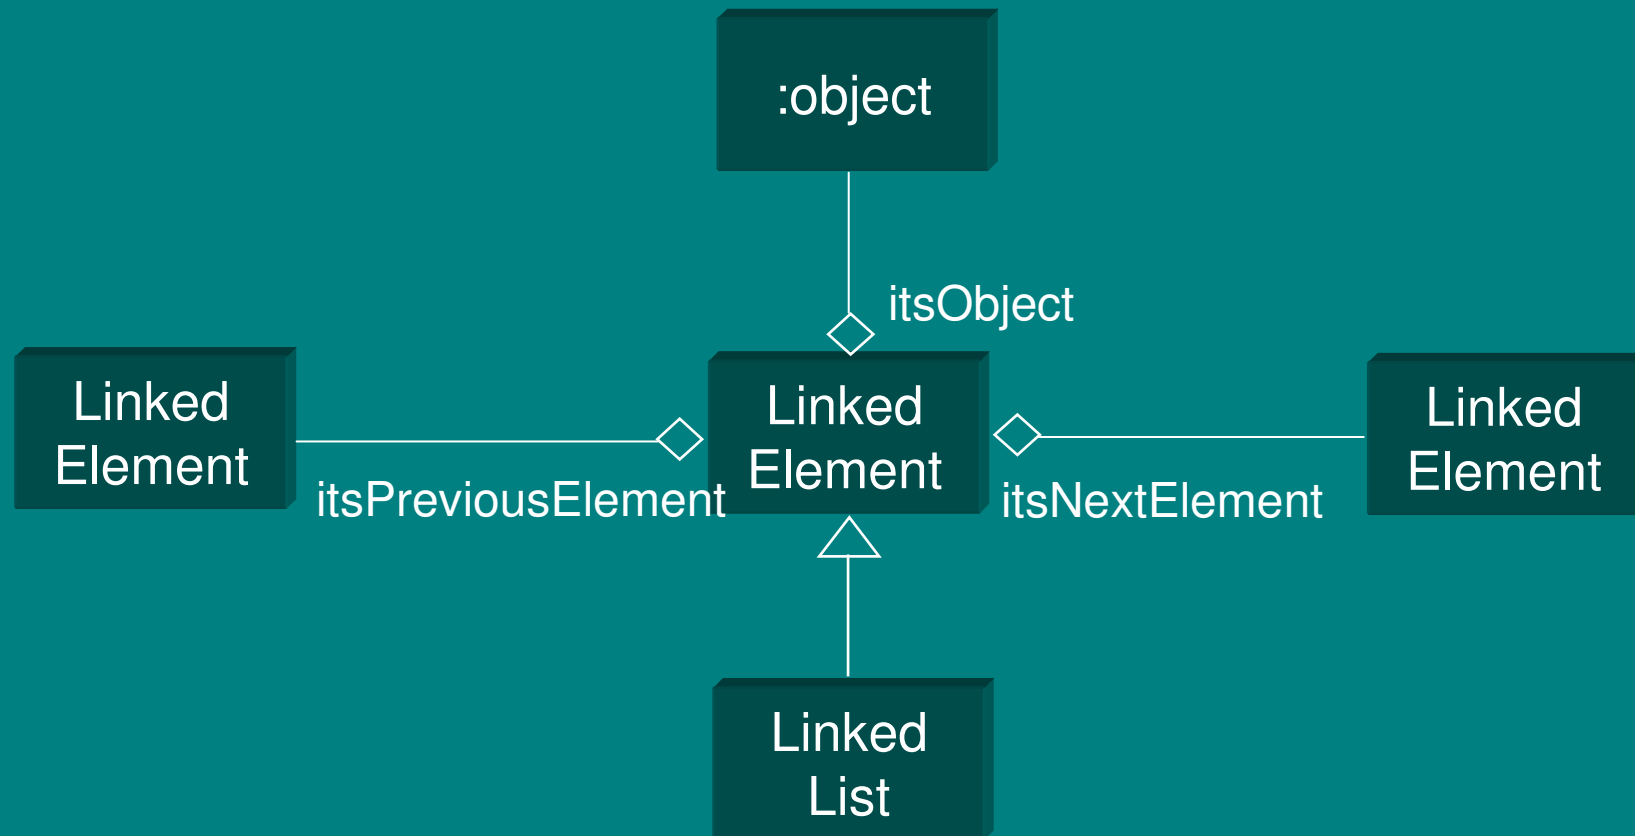 :object
itsObject
Linked
Element
itsPreviousElement
Linked
Element
itsNextElement
Linked
Element
Linked
List